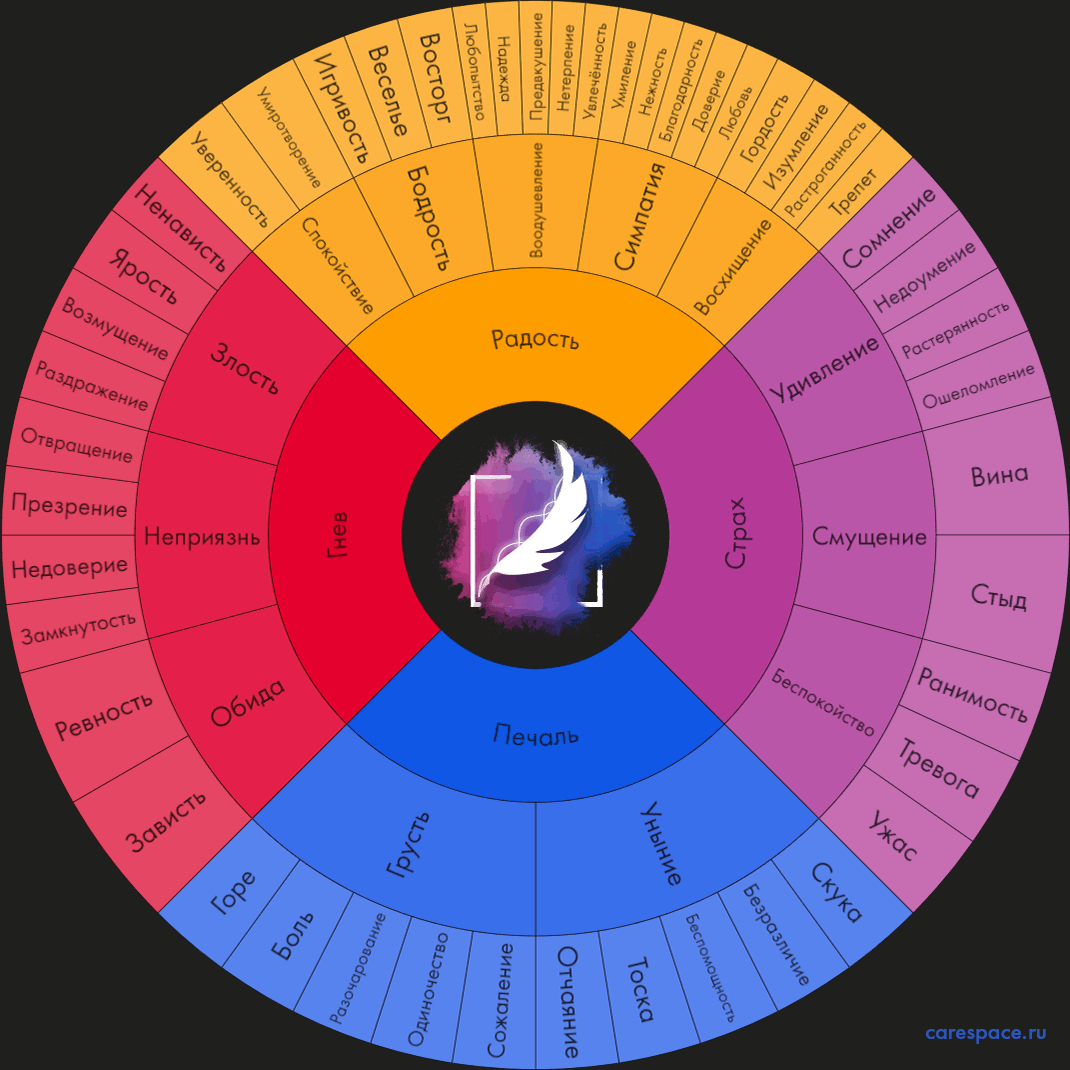 Радость
Спокойствие
Уверенность
Умиротворение
Бодрость
Игривость
Веселье
Восторг
Воодушевление
Любопытство
Надежда
Предвкушение
Нетерпение
Увлечённость
Симпатия
Умиление
Нежность
Благодарность
Доверие
Любовь
Восхищение
Гордость
Изумление
Растроганность
Трепет
Страх
Удивление
Сомнение
Недоумение
Растерянность
Ошеломление
Смущение
Вина
Стыд
Беспокойство
Ранимость
Тревога
Ужас
Печаль
Уныние
Скука
Безразличие
Беспомощность
Тоска
Отчаяние
Грусть
Сожаление
Одиночество
Разочарование
Боль
Горе
Гнев
Обида
Зависть
Ревность
Неприязнь
Замкнутость
Недоверие
Презрение
Отвращение
Злость
Раздражение
Возмущение
Ярость
Ненависть
carespace.ru